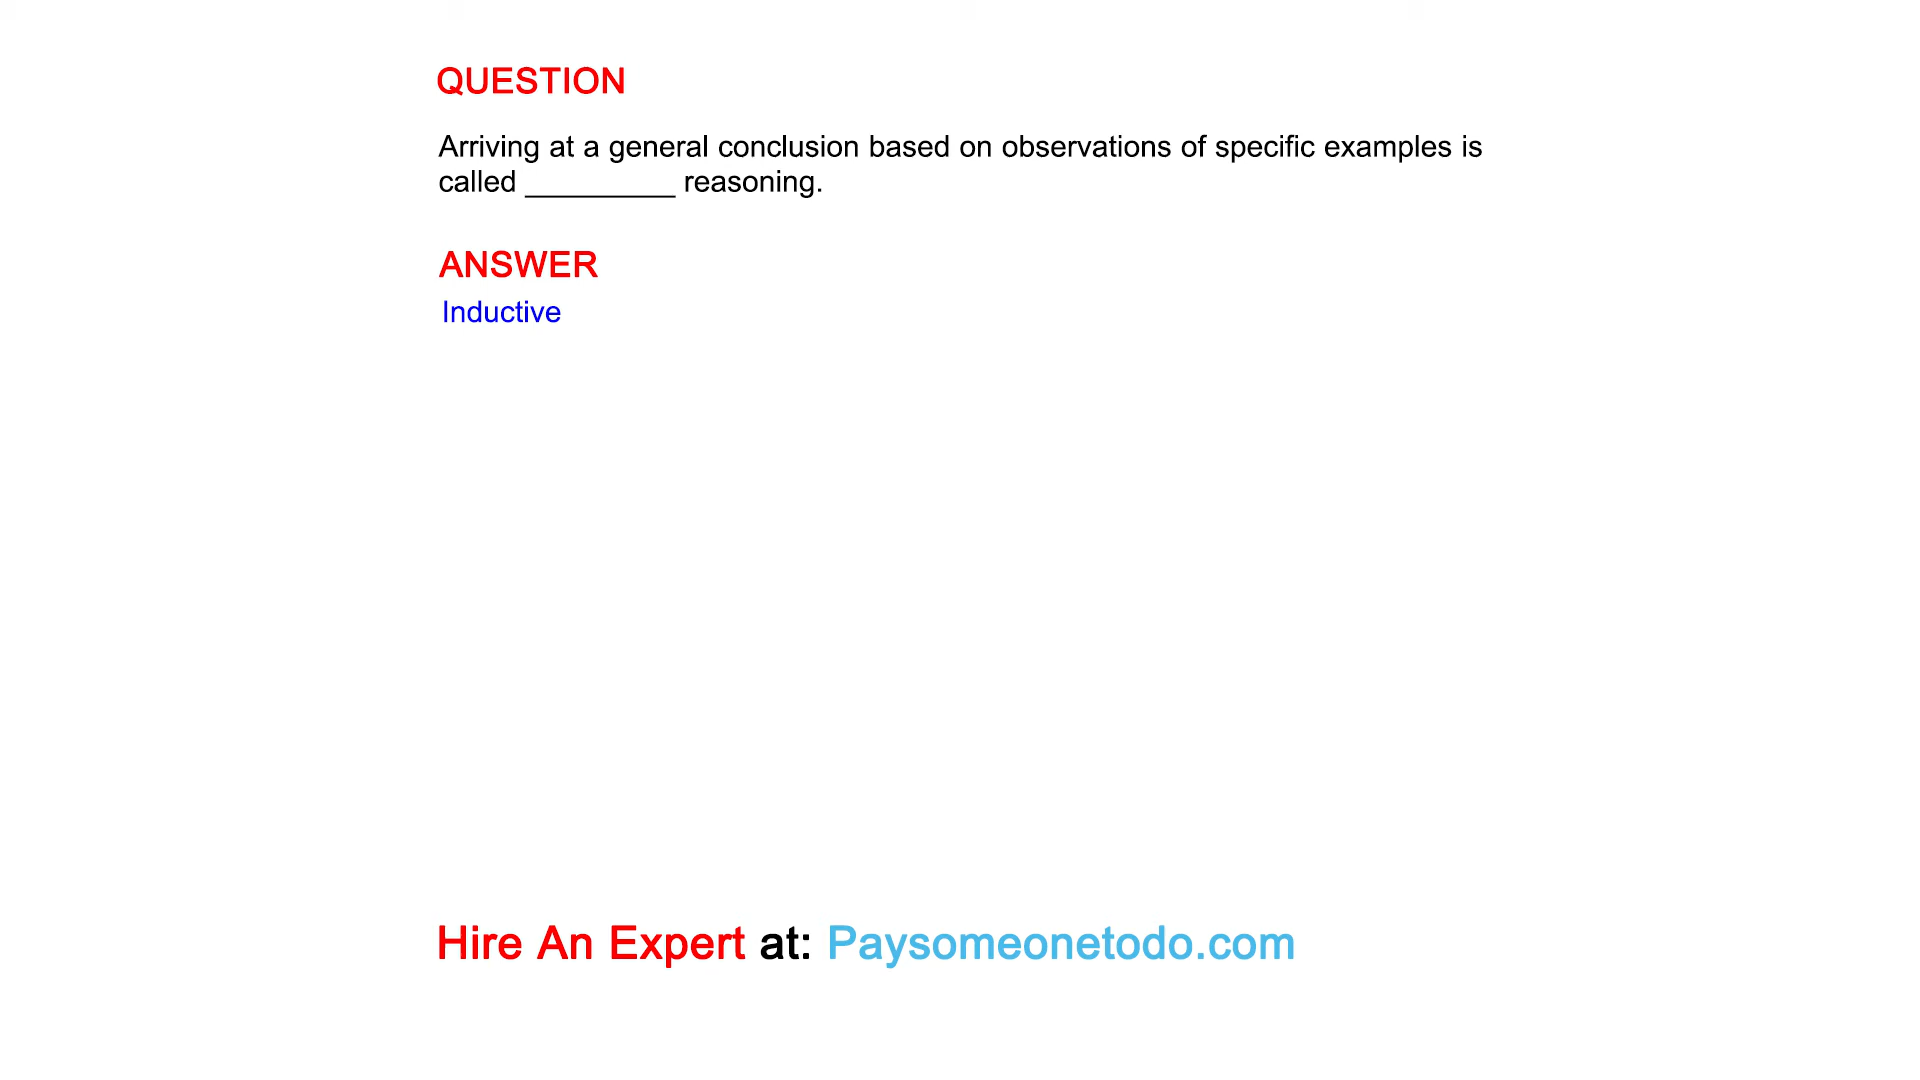 QUESTION
Arriving at a general conclusion based on observations of specific examples is
called _________ reasoning.
ANSWER
Inductive
Hire An Expert at: Paysomeonetodo.com